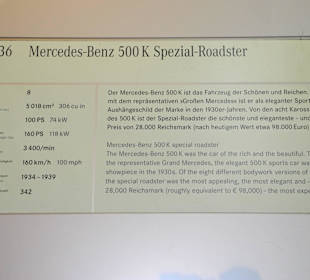 36 Mercedes-Benz 500 K Spezial-Roadster
8
5 018 cm³ 306 cu in
100 PS 74 kW
160 PS 118 kW
3 400/min
160 km/h 100 mph
1934 – 1939
342
Der Mercedes-Benz 500 K ist das Fahrzeug der Schönen und Reichen.
mit dem repräsentativen »Großen Mercedes« ist er als eleganter Sport
Aushängeschild der Marke in den 1930er-Jahren. Von den acht Kaross
des 500 K ist der Spezial-Roadster die schönste und eleganteste – und
Preis von 28.000 Reichsmark (nach heutigem Wert etwa 98.000 Euro)
Mercedes-Benz 500 K special roadster
The Mercedes-Benz 500 K was the car of the rich and the beautiful. T
the representative Grand Mercedes, the elegant 500 K sports car wa
showpiece in the 1930s. Of the eight different bodywork versions of
the special roadster was the most appealing, the most elegant and –
28,000 Reichsmark (roughly equivalent to € 98,000) – the most expe